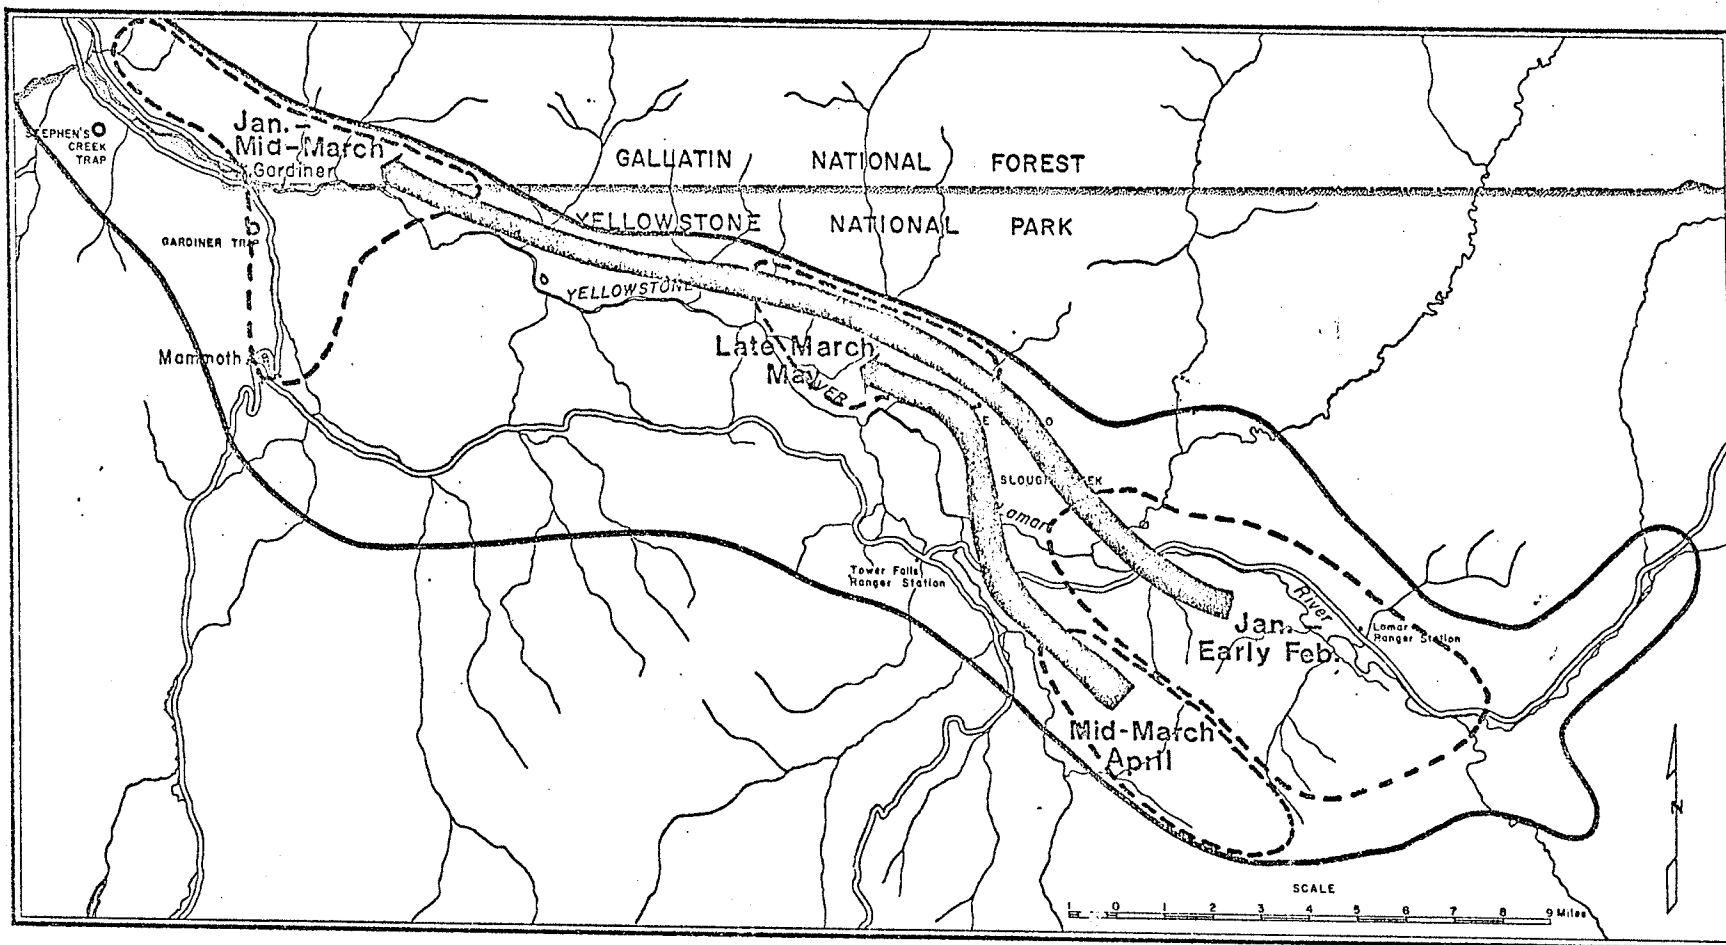 STEPHEN'S
CREEK
TRAP
Jan. –
Mid–March
Gardiner
GALLATIN NATIONAL FOREST
YELLOWSTONE NATIONAL PARK
GARDINER TRAP
YELLOWSTONE
RIVER
Mammoth
Late March
May
SLOUGH CREEK
Lamar
River
Tower Falls
Ranger Station
Lamar
Ranger Station
Jan. –
Early Feb.
Mid-March
April
N
SCALE
1 0 1 2 3 4 5 6 7 8 9 Miles